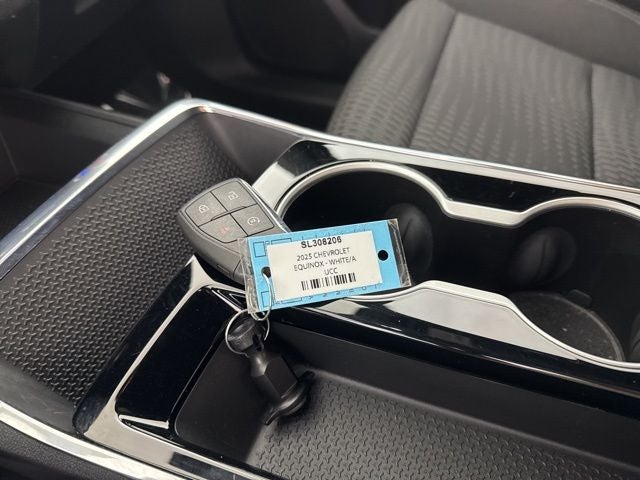 SL308206
2025 CHEVROLET
EQUINOX - WHITE/A
UCC